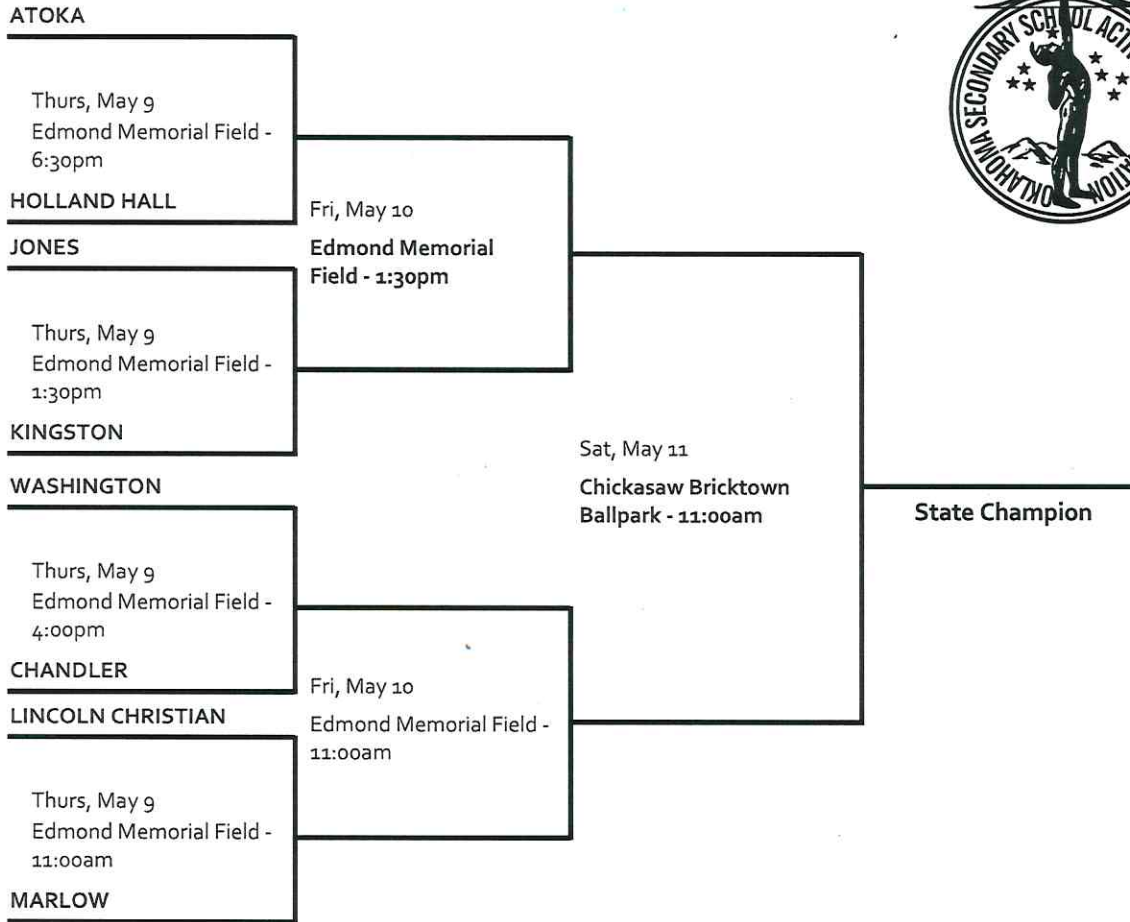 ATOKA
Thurs, May 9
Edmond Memorial Field -
6:30pm
HOLLAND HALL
Fri, May 10
Edmond Memorial
Field - 1:30pm
JONES
Thurs, May 9
Edmond Memorial Field -
1:30pm
KINGSTON
Sat, May 11
Chickasaw Bricktown
Ballpark - 11:00am
State Champion
WASHINGTON
Thurs, May 9
Edmond Memorial Field -
4:00pm
CHANDLER
Fri, May 10
Edmond Memorial Field -
11:00am
LINCOLN CHRISTIAN
Thurs, May 9
Edmond Memorial Field -
11:00am
MARLOW
OKLAHOMA SECONDARY SCHOOL